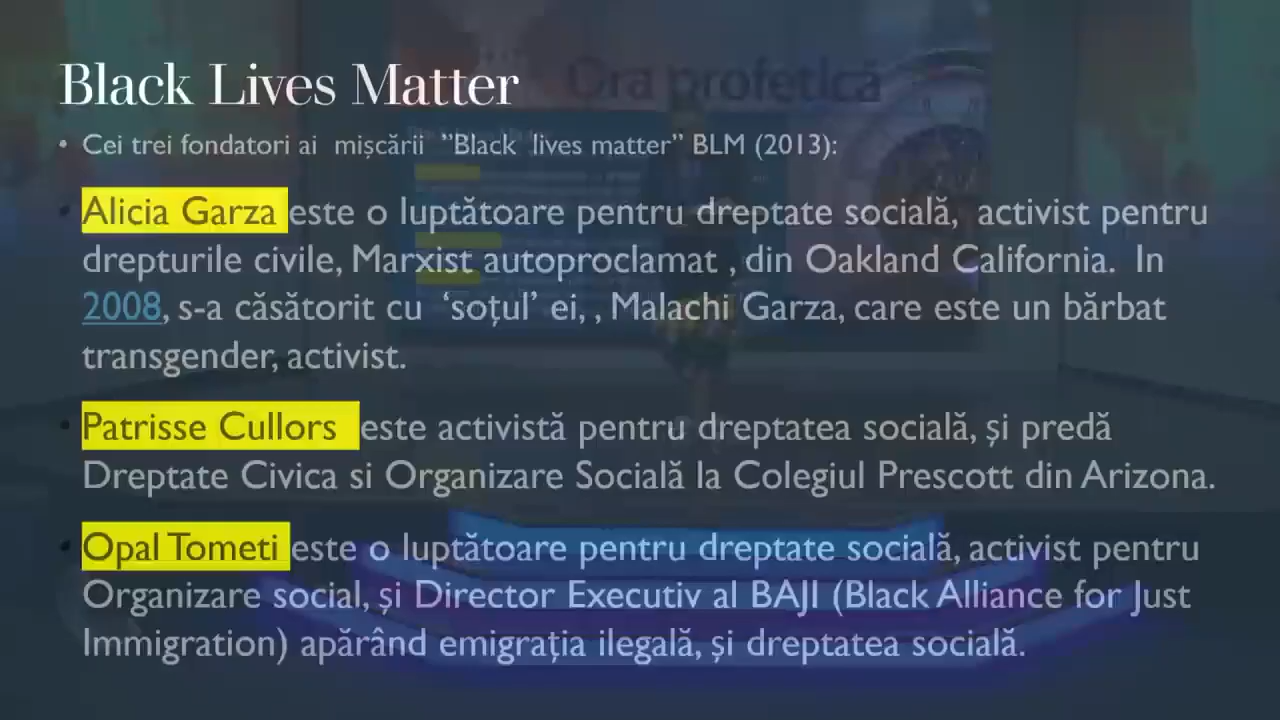 Black Lives Matter
Ora profetică
• Cei trei fondatori ai mișcării ”Black lives matter” BLM (2013):
• Alicia Garza este o luptătoare pentru dreptate socială, activist pentru
drepturile civile, Marxist autoproclamat , din Oakland California. In
2008, s-a căsătorit cu ‘soțul’ ei, , Malachi Garza, care este un bărbat
transgender, activist.
• Patrisse Cullors este activistă pentru dreptatea socială, și predă
Dreptate Civica si Organizare Socială la Colegiul Prescott din Arizona.
• Opal Tometi este o luptătoare pentru dreptate socială, activist pentru
Organizare social, și Director Executiv al BAJI (Black Alliance for Just
Immigration) apărând emigrația ilegală, și dreptatea socială.